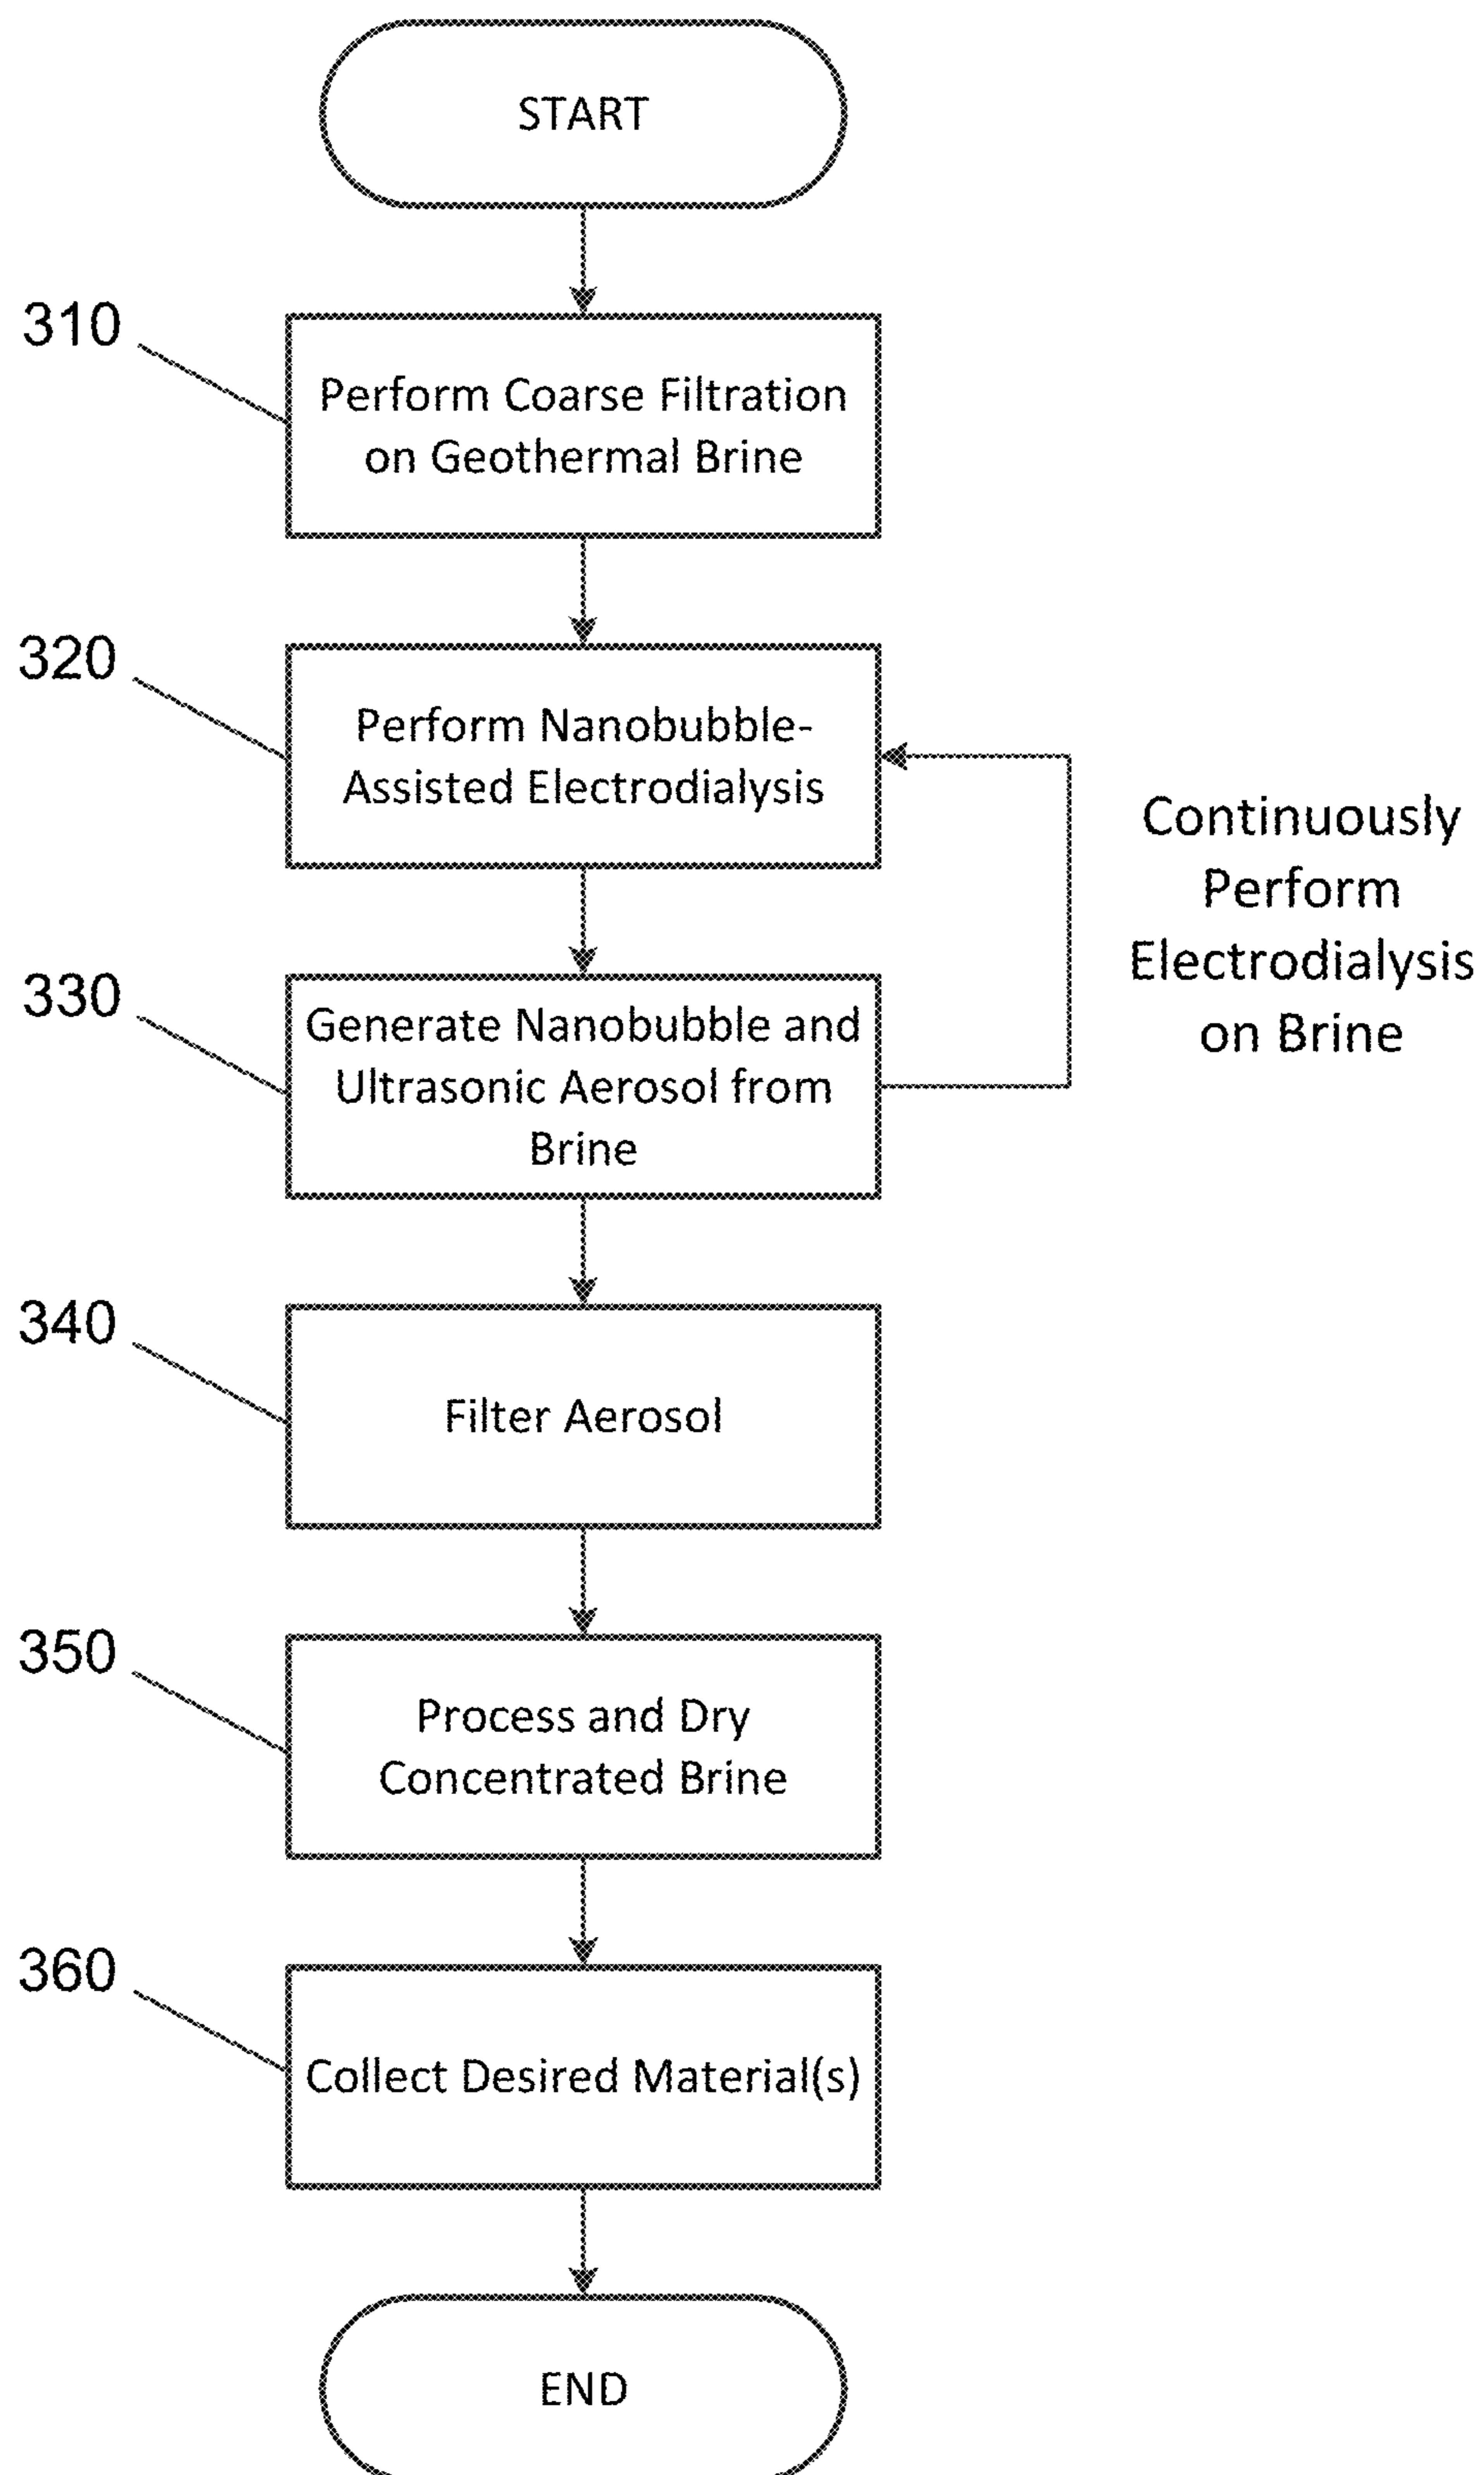 START
310
Perform Coarse Filtration
on Geothermal Brine
320
Perform Nanobubble-
Assisted Electrodialysis
Continuously
Perform
Electrodialysis
on Brine
330
Generate Nanobubble and
Ultrasonic Aerosol from
Brine
340
Filter Aerosol
350
Process and Dry
Concentrated Brine
360
Collect Desired Material(s)
END